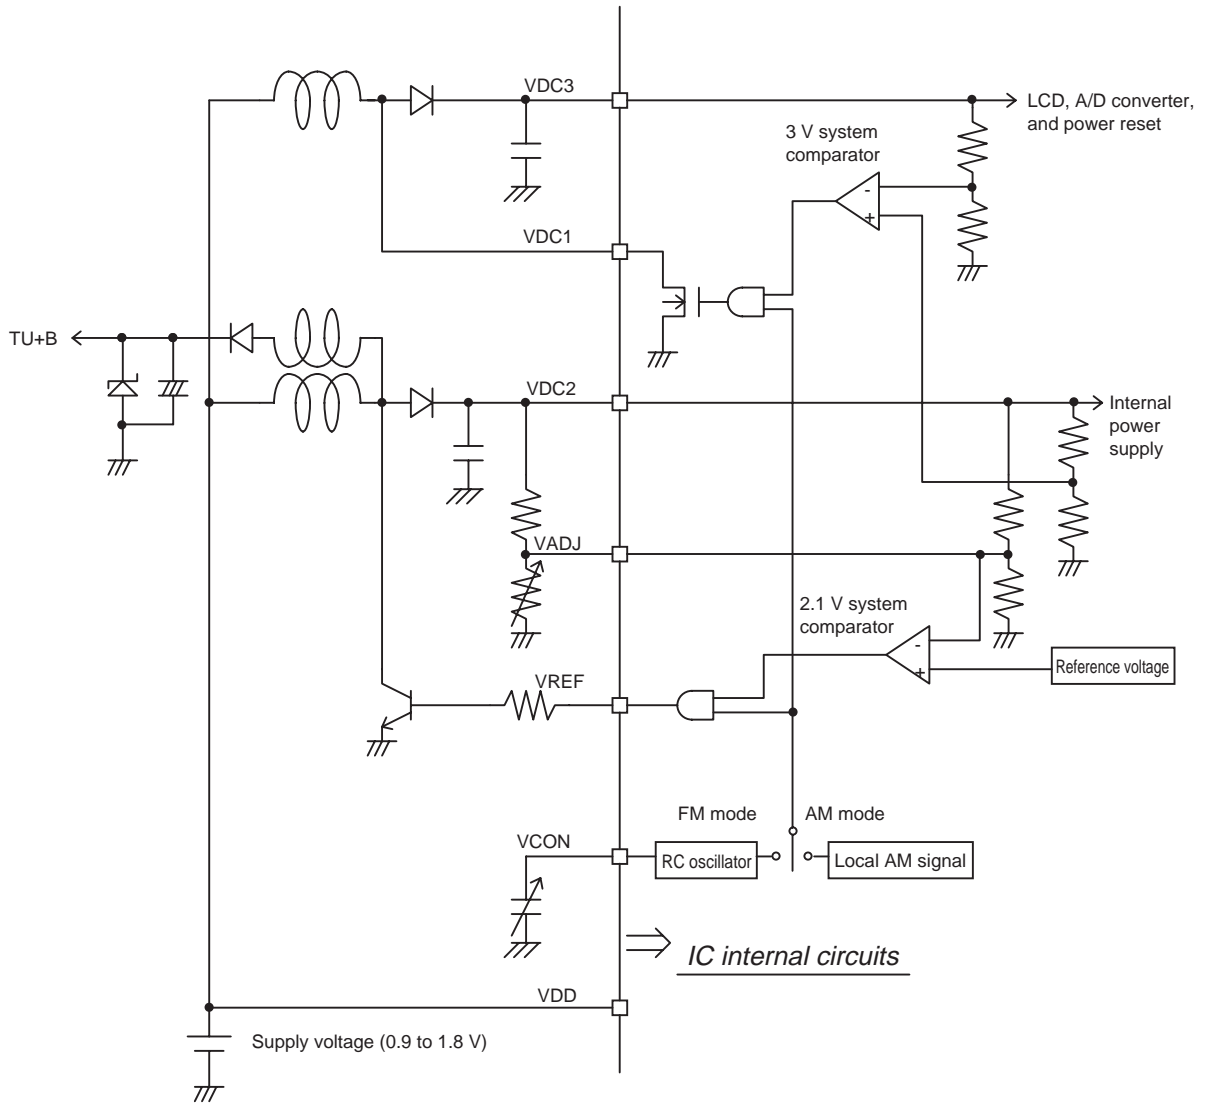 VDC3
LCD, A/D converter,
and power reset
3 V system
comparator
-
+
VDC1
TU+B
VDC2
Internal
power
supply
VADJ
2.1 V system
comparator
-
+
Reference voltage
VREF
FM mode
AM mode
VCON
RC oscillator
Local AM signal
IC internal circuits
VDD
Supply voltage (0.9 to 1.8 V)